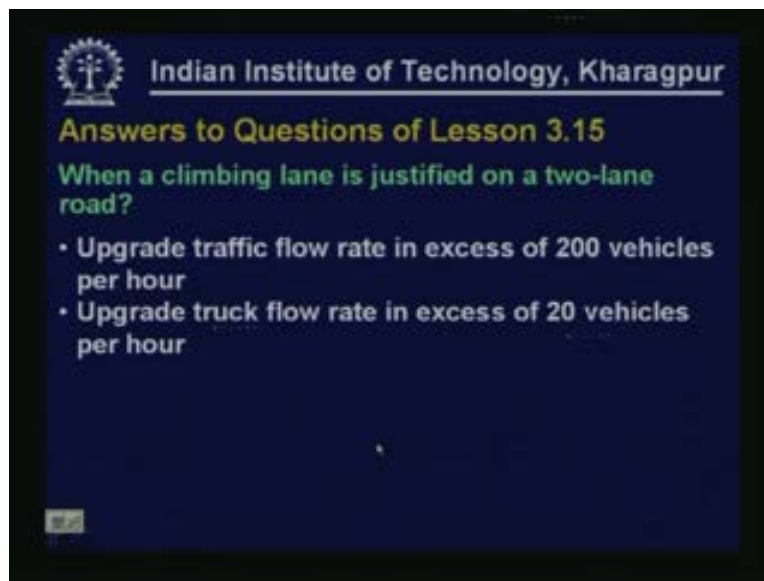 Indian Institute of Technology, Kharagpur
Answers to Questions of Lesson 3.15
When a climbing lane is justified on a two-lane
road?
• Upgrade traffic flow rate in excess of 200 vehicles
per hour
• Upgrade truck flow rate in excess of 20 vehicles
per hour